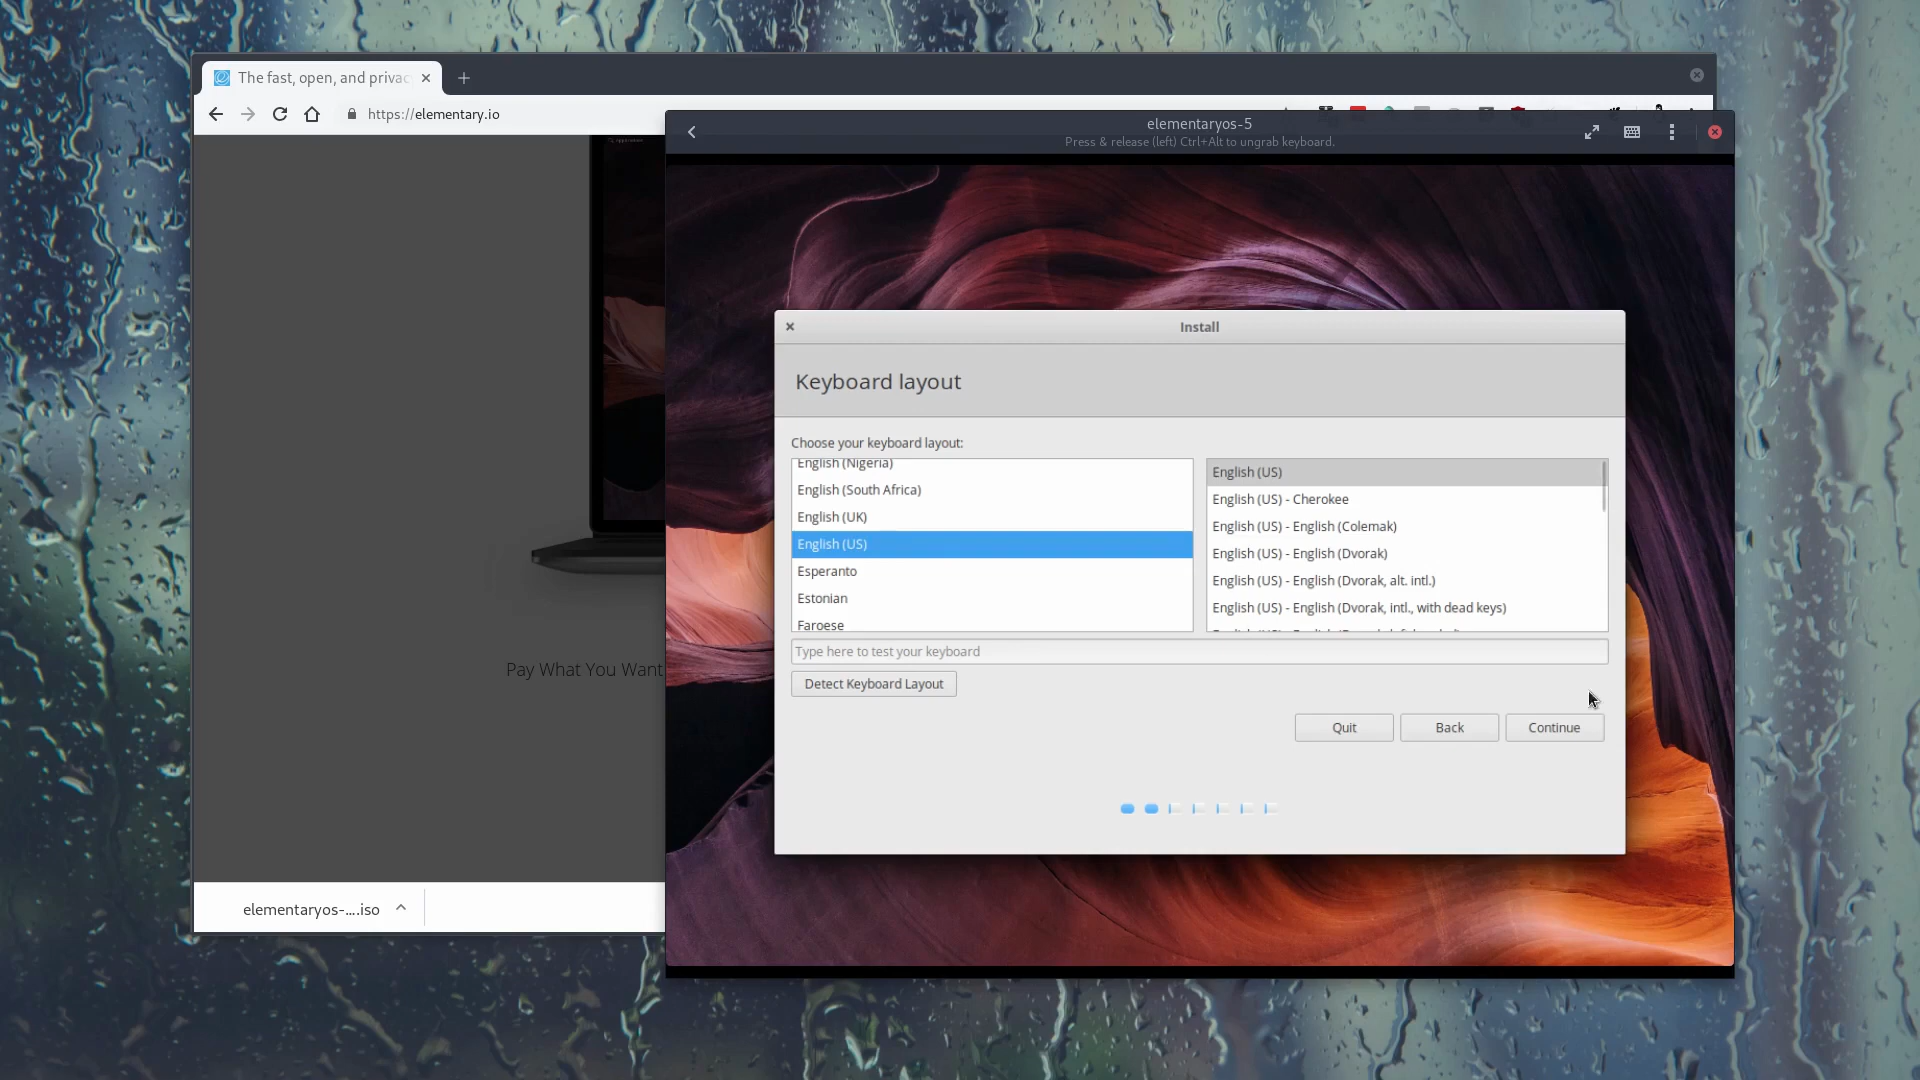 The fast, open, and privac
https://elementary.io
elementaryos-5
Press & release (left) Ctrl+Alt to ungrab keyboard.
Install
Keyboard layout
Choose your keyboard layout:
English (Nigeria)
English (South Africa)
English (UK)
English (US)
Esperanto
Estonian
Faroese
English (US)
English (US) - Cherokee
English (US) - English (Colemak)
English (US) - English (Dvorak)
English (US) - English (Dvorak, alt. intl.)
English (US) - English (Dvorak, intl., with dead keys)
Type here to test your keyboard
Detect Keyboard Layout
Quit
Back
Continue
Pay What You Want
elementaryos-....iso